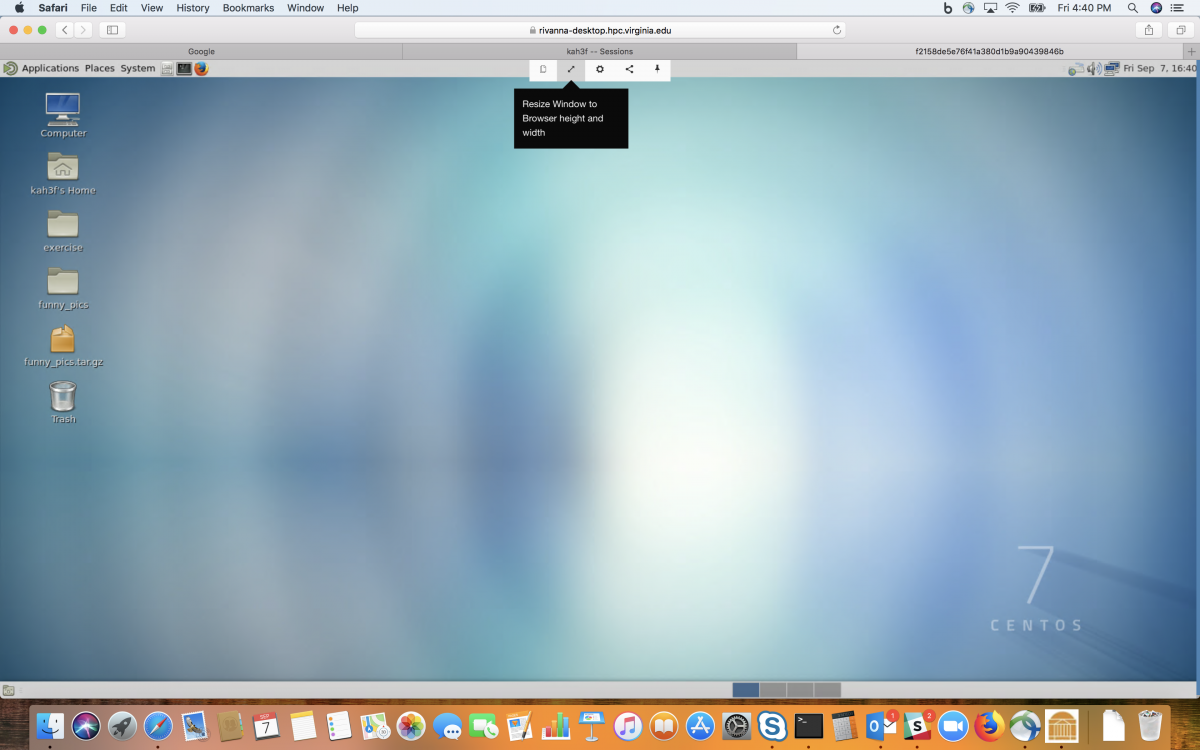 Safari File Edit View History Bookmarks Window Help Fri 4:40 PM
rivanna-desktop.hpc.virginia.edu
Google kah3f -- Sessions f2158de5e76f41a380d1b9a90439846b
Applications Places System Fri Sep 7, 16:40
Resize Window to
Browser height and
width
Computer
kah3f's Home
exercise
funny_pics
funny_pics.tar.gz
Trash
7
CENTOS
SEP
7
1
2